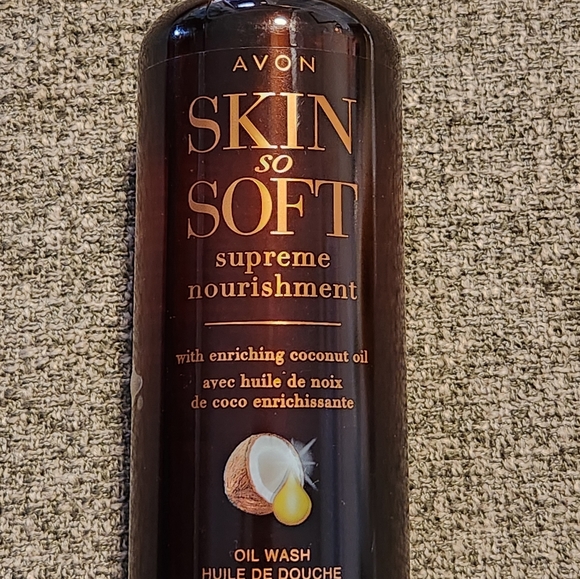 AVON
SKIN
so
SOFT
supreme
nourishment
with enriching coconut oil
avec huile de noix
de coco enrichissante
OIL WASH
HUILE DE DOUCHE